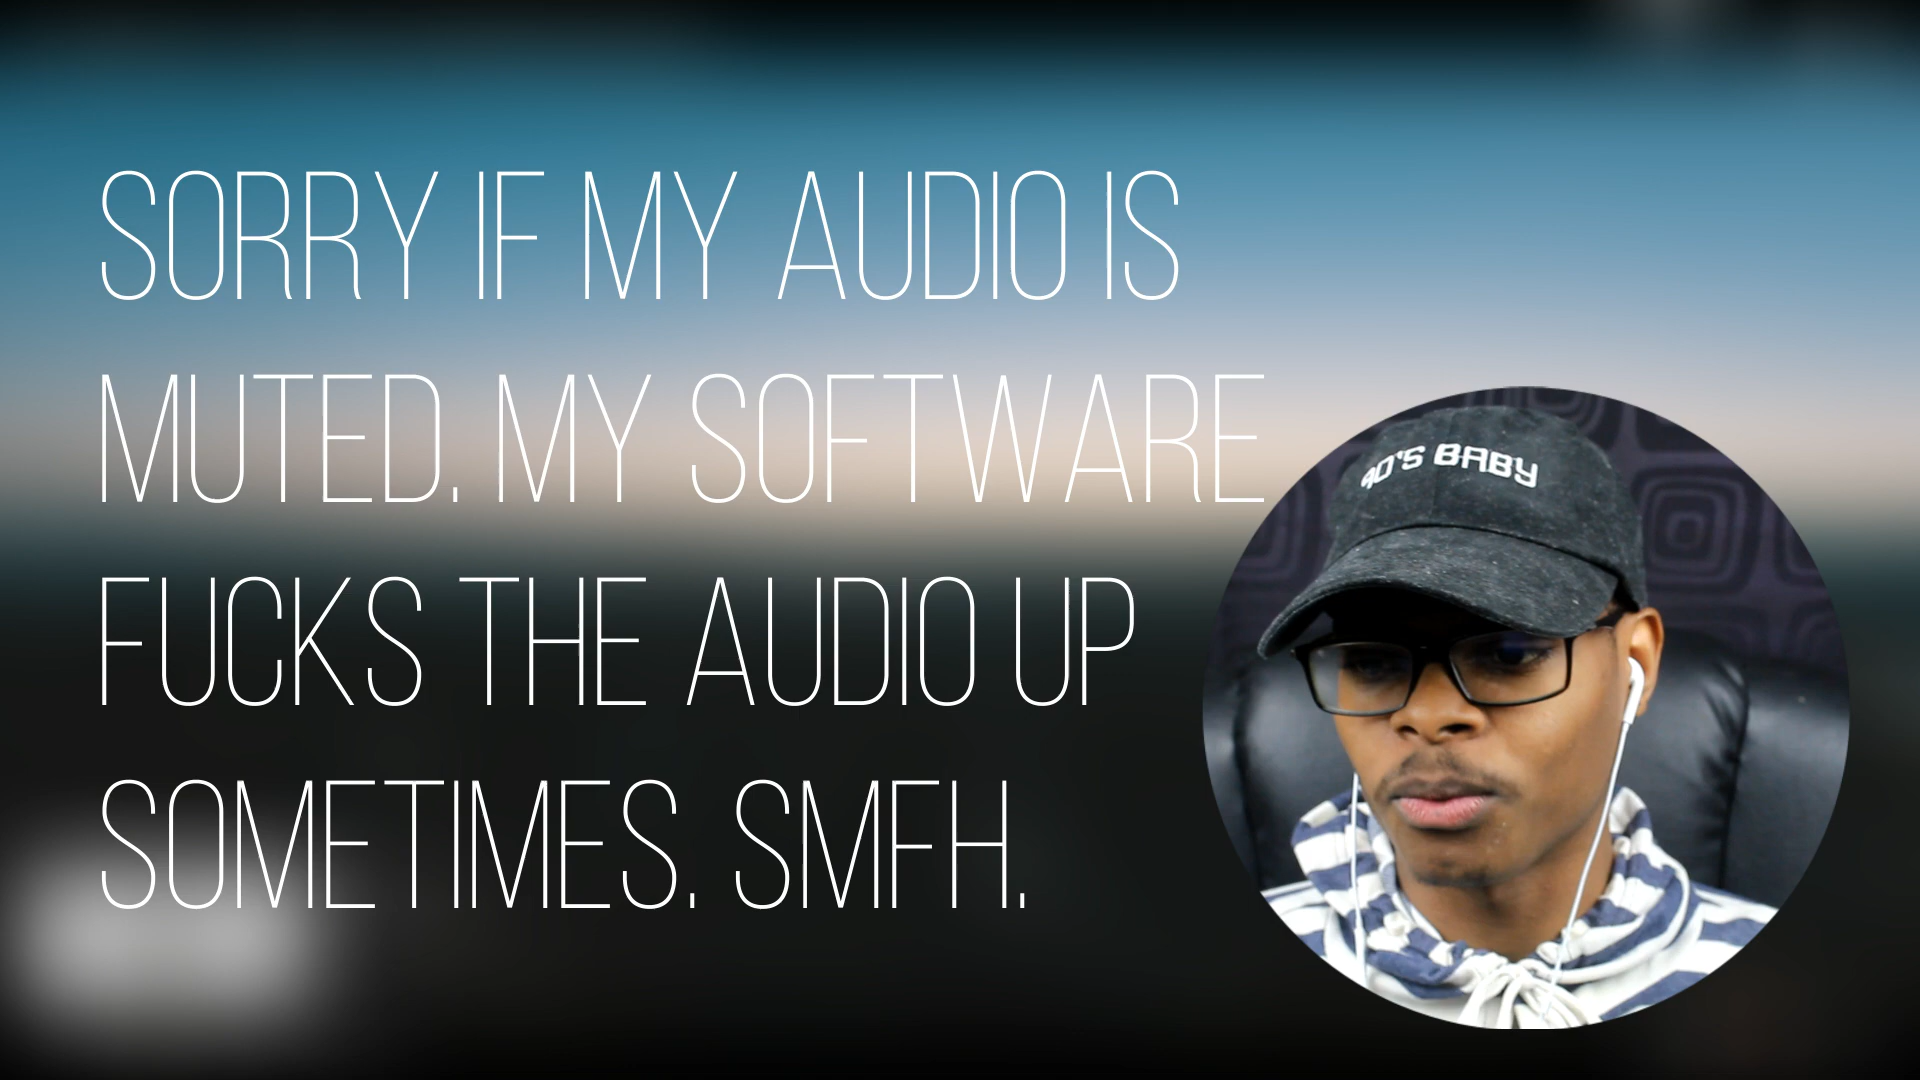 SORRY IF MY AUDIO IS
MUTED. MY SOFTWARE
FUCKS THE AUDIO UP
SOMETIMES. SMFH.
90'S BABY